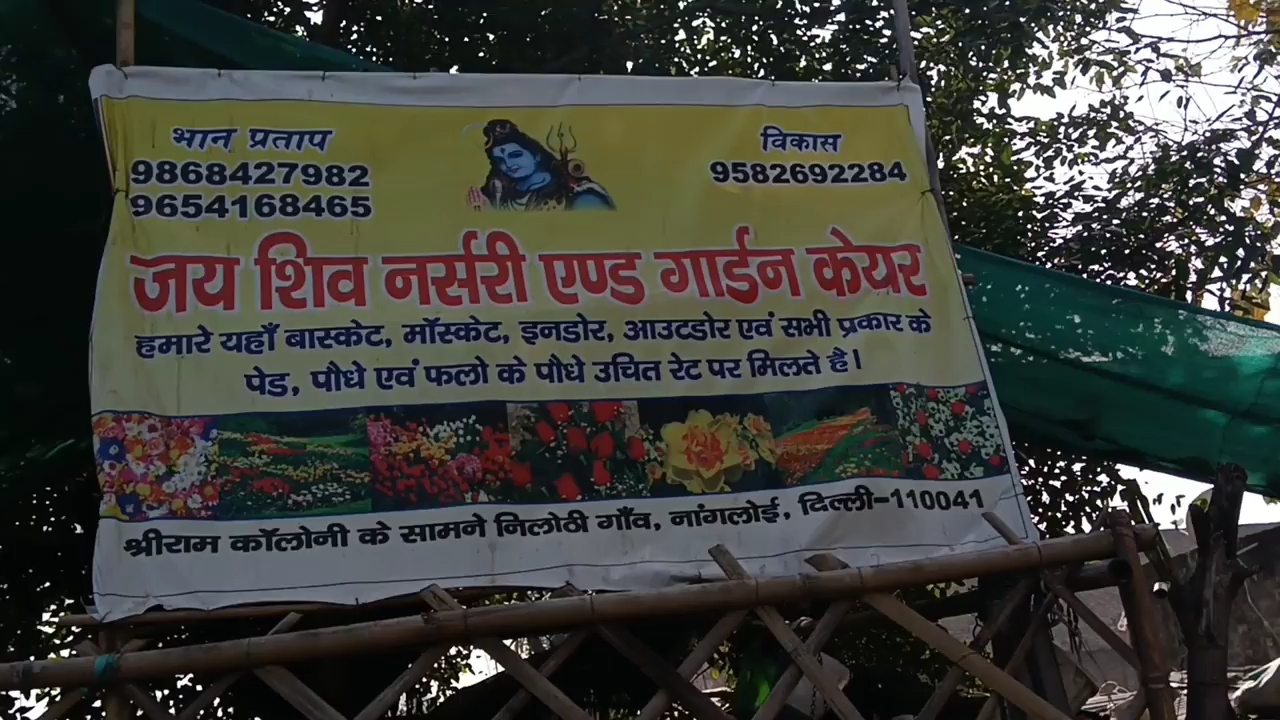 भान प्रताप
9868427982
9654168465
विकास
9582692284
जय शिव नर्सरी एण्ड गार्डन केयर
हमारे यहाँ बास्केट, मॉस्केट, इनडोर, आउटडोर एवं सभी प्रकार के
पेड, पौधे एवं फलो के पौधे उचित रेट पर मिलते है।
श्रीराम कॉलोनी के सामने निलोठी गाँव, नांगलोई, दिल्ली-110041